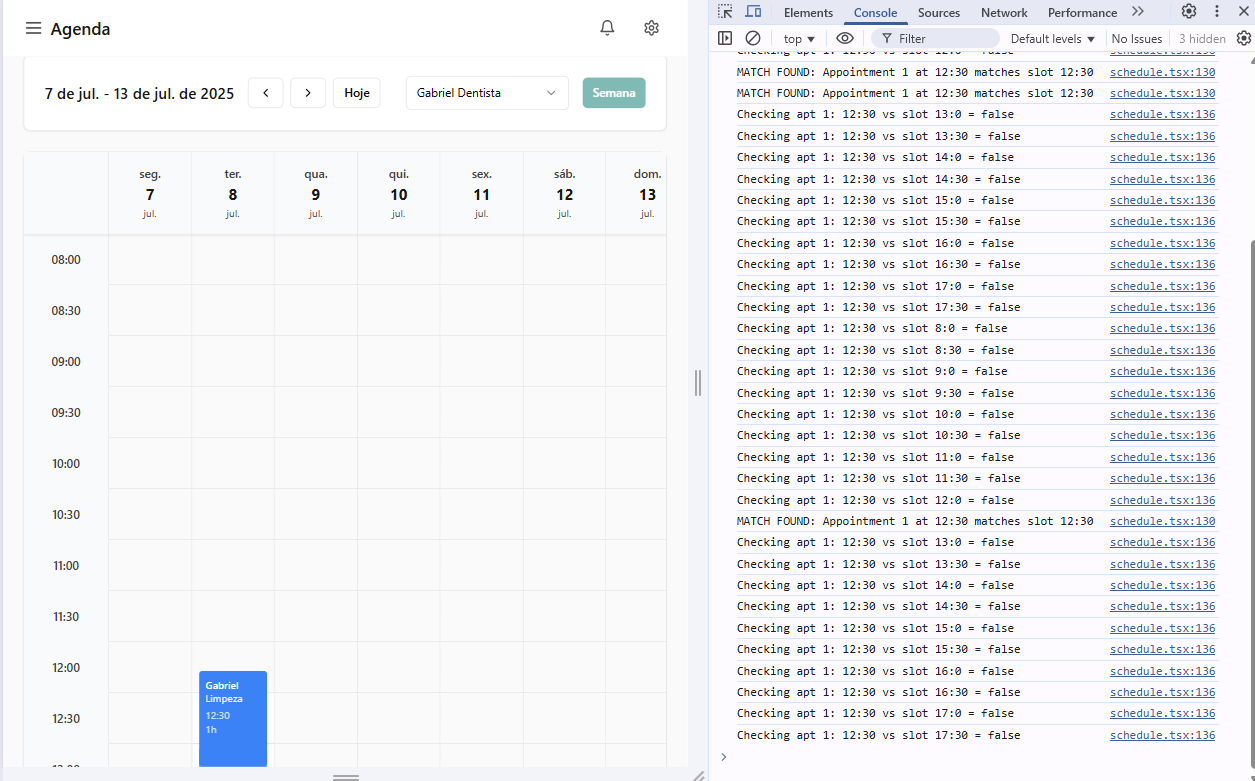 Agenda
7 de jul. - 13 de jul. de 2025
Hoje
Gabriel Dentista
Semana
seg. ter. qua. qui. sex. sáb. dom.
7 8 9 10 11 12 13
jul. jul. jul. jul. jul. jul. jul.
08:00
08:30
09:00
09:30
10:00
10:30
11:00
11:30
12:00
12:30
Gabriel
Limpeza
12:30
1h
Elements Console Sources Network Performance
top Filter Default levels No Issues 3 hidden
Checking apt 1: 12:30 vs slot 12:0 = false schedule.tsx:136
MATCH FOUND: Appointment 1 at 12:30 matches slot 12:30 schedule.tsx:130
MATCH FOUND: Appointment 1 at 12:30 matches slot 12:30 schedule.tsx:130
Checking apt 1: 12:30 vs slot 13:0 = false schedule.tsx:136
Checking apt 1: 12:30 vs slot 13:30 = false schedule.tsx:136
Checking apt 1: 12:30 vs slot 14:0 = false schedule.tsx:136
Checking apt 1: 12:30 vs slot 14:30 = false schedule.tsx:136
Checking apt 1: 12:30 vs slot 15:0 = false schedule.tsx:136
Checking apt 1: 12:30 vs slot 15:30 = false schedule.tsx:136
Checking apt 1: 12:30 vs slot 16:0 = false schedule.tsx:136
Checking apt 1: 12:30 vs slot 16:30 = false schedule.tsx:136
Checking apt 1: 12:30 vs slot 17:0 = false schedule.tsx:136
Checking apt 1: 12:30 vs slot 17:30 = false schedule.tsx:136
Checking apt 1: 12:30 vs slot 8:0 = false schedule.tsx:136
Checking apt 1: 12:30 vs slot 8:30 = false schedule.tsx:136
Checking apt 1: 12:30 vs slot 9:0 = false schedule.tsx:136
Checking apt 1: 12:30 vs slot 9:30 = false schedule.tsx:136
Checking apt 1: 12:30 vs slot 10:0 = false schedule.tsx:136
Checking apt 1: 12:30 vs slot 10:30 = false schedule.tsx:136
Checking apt 1: 12:30 vs slot 11:0 = false schedule.tsx:136
Checking apt 1: 12:30 vs slot 11:30 = false schedule.tsx:136
Checking apt 1: 12:30 vs slot 12:0 = false schedule.tsx:136
MATCH FOUND: Appointment 1 at 12:30 matches slot 12:30 schedule.tsx:130
Checking apt 1: 12:30 vs slot 13:0 = false schedule.tsx:136
Checking apt 1: 12:30 vs slot 13:30 = false schedule.tsx:136
Checking apt 1: 12:30 vs slot 14:0 = false schedule.tsx:136
Checking apt 1: 12:30 vs slot 14:30 = false schedule.tsx:136
Checking apt 1: 12:30 vs slot 15:0 = false schedule.tsx:136
Checking apt 1: 12:30 vs slot 15:30 = false schedule.tsx:136
Checking apt 1: 12:30 vs slot 16:0 = false schedule.tsx:136
Checking apt 1: 12:30 vs slot 16:30 = false schedule.tsx:136
Checking apt 1: 12:30 vs slot 17:0 = false schedule.tsx:136
Checking apt 1: 12:30 vs slot 17:30 = false schedule.tsx:136